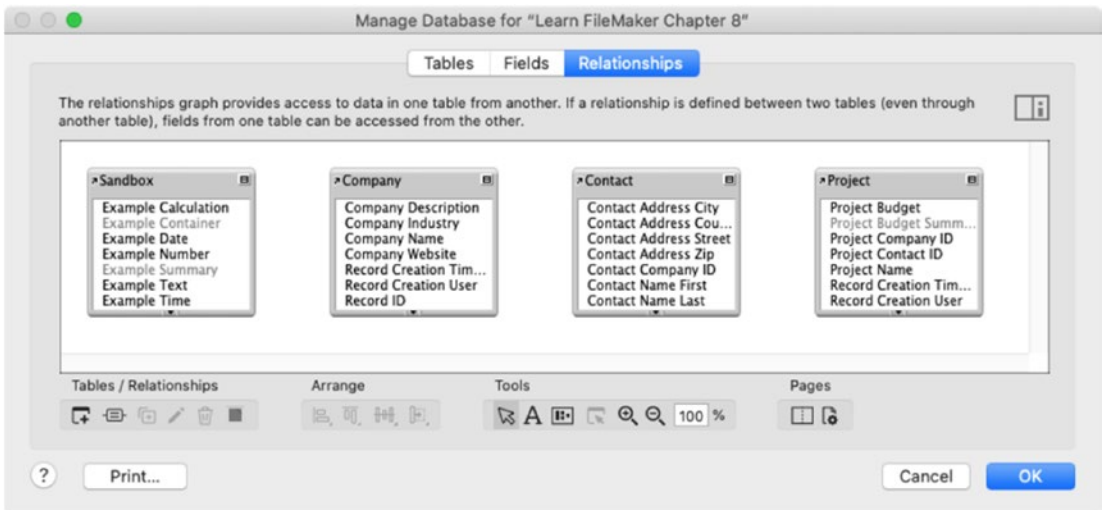 Manage Database for “Learn FileMaker Chapter 8”
Tables Fields Relationships
The relationships graph provides access to data in one table from another. If a relationship is defined between two tables (even through
another table), fields from one table can be accessed from the other.
Sandbox
Example Calculation
Example Container
Example Date
Example Number
Example Summary
Example Text
Example Time
Company
Company Description
Company Industry
Company Name
Company Website
Record Creation Tim...
Record Creation User
Record ID
Contact
Contact Address City
Contact Address Cou...
Contact Address Street
Contact Address Zip
Contact Company ID
Contact Name First
Contact Name Last
Project
Project Budget
Project Budget Summ...
Project Company ID
Project Contact ID
Project Name
Record Creation Tim...
Record Creation User
Tables / Relationships
Arrange
Tools
A
100 %
Pages
? Print... Cancel OK